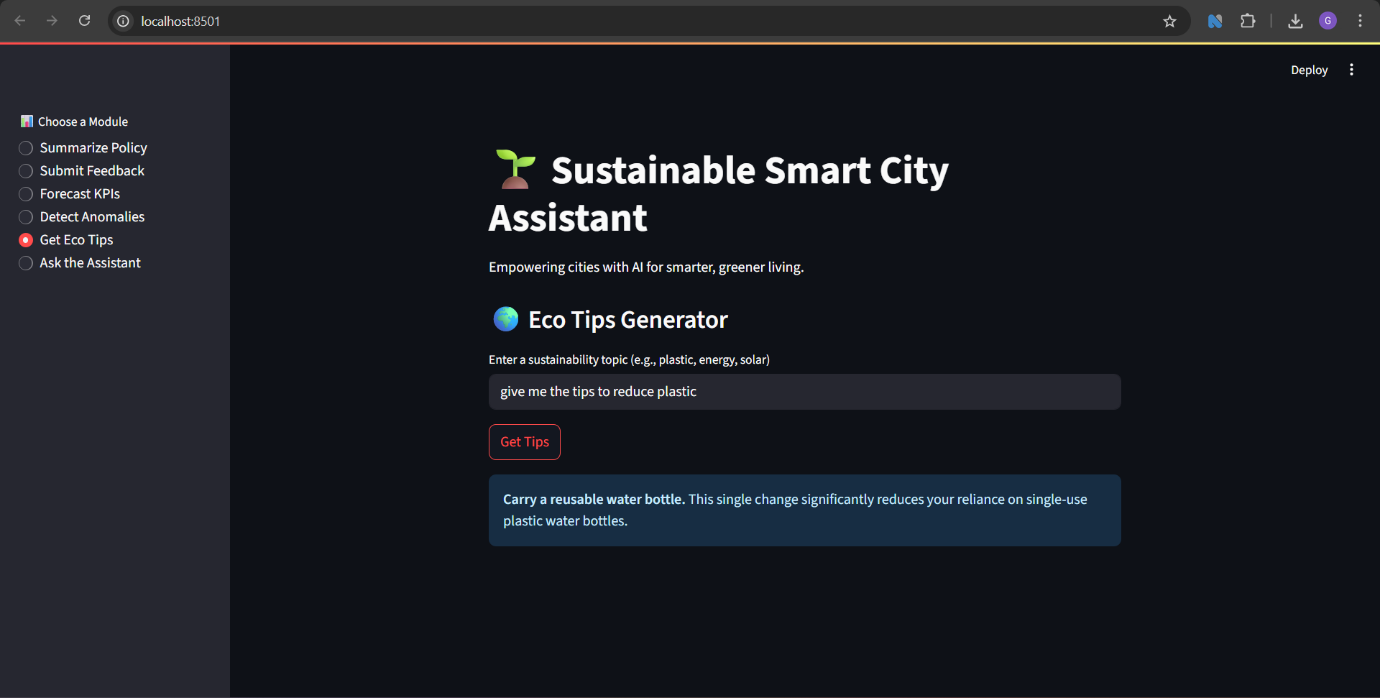 localhost:8501
G
Deploy
Choose a Module
Summarize Policy
Submit Feedback
Forecast KPIs
Detect Anomalies
Get Eco Tips
Ask the Assistant
Sustainable Smart City
Assistant
Empowering cities with AI for smarter, greener living.
Eco Tips Generator
Enter a sustainability topic (e.g., plastic, energy, solar)
give me the tips to reduce plastic
Get Tips
Carry a reusable water bottle. This single change significantly reduces your reliance on single-use
plastic water bottles.